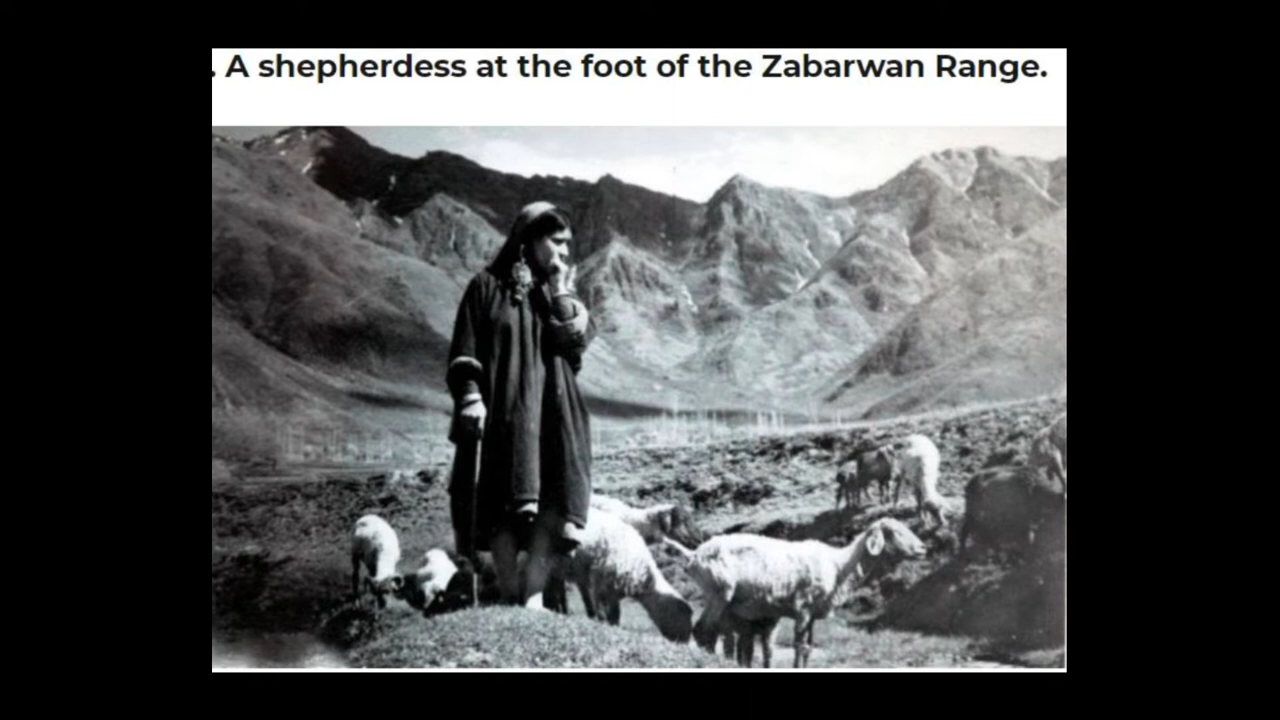 . A shepherdess at the foot of the Zabarwan Range.